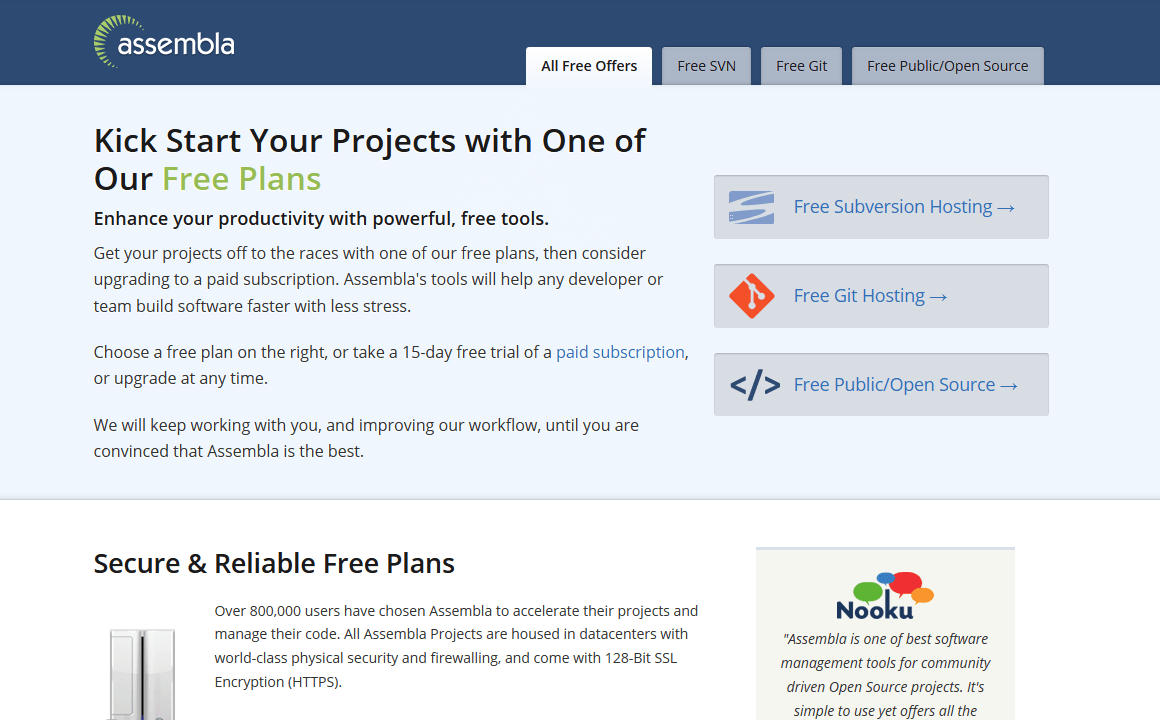 assembla
All Free Offers
Free SVN
Free Git
Free Public/Open Source
Kick Start Your Projects with One of
Our Free Plans
Enhance your productivity with powerful, free tools.
Get your projects off to the races with one of our free plans, then consider
upgrading to a paid subscription. Assembla's tools will help any developer or
team build software faster with less stress.
Choose a free plan on the right, or take a 15-day free trial of a paid subscription,
or upgrade at any time.
We will keep working with you, and improving our workflow, until you are
convinced that Assembla is the best.
Free Subversion Hosting →
Free Git Hosting →
</> Free Public/Open Source →
Secure & Reliable Free Plans
Over 800,000 users have chosen Assembla to accelerate their projects and
manage their code. All Assembla Projects are housed in datacenters with
world-class physical security and firewalling, and come with 128-Bit SSL
Encryption (HTTPS).
Nooku
"Assembla is one of best software
management tools for community
driven Open Source projects. It's
simple to use yet offers all the